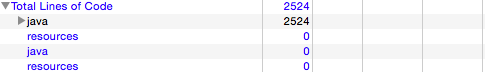 Total Lines of Code 2524
java 2524
resources 0
java 0
resources 0